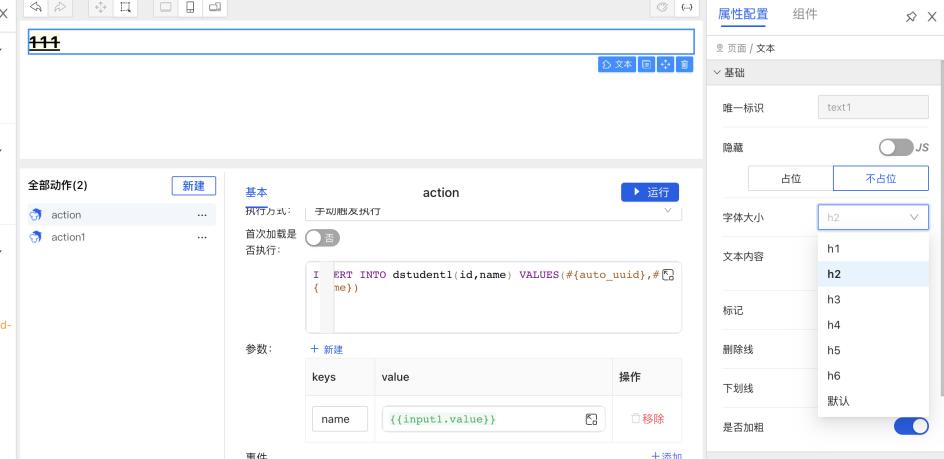 属性配置
组件
111
文本
页面 / 文本
基础
唯一标识
text1
隐藏
JS
占位
不占位
字体大小
h2
h1
h2
h3
h4
h5
h6
默认
文本内容
标记
删除线
下划线
是否加粗
全部动作(2)
新建
action
action1
基本
action
运行
执行方式:
手动触发执行
首次加载是
否执行:
否
I ERT INTO dstudent1(id,name) VALUES(#{auto_uuid},#
{ me})
参数:
新建
keys
value
操作
name
{{input1.value}}
移除
事件
添加
d-